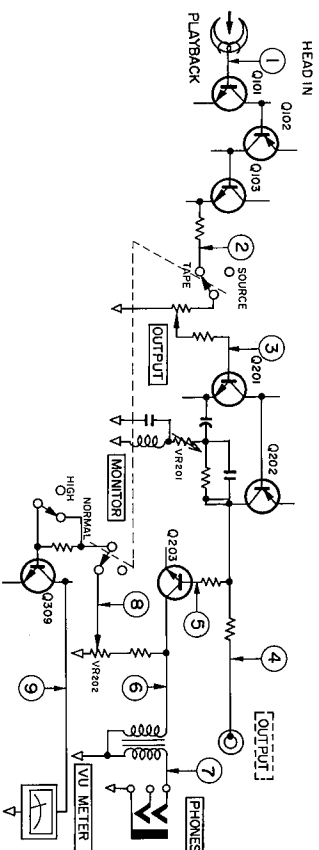 HEAD IN
PLAYBACK
1
Q101
Q102
Q103
2
SOURCE
TAPE
OUTPUT
3
Q201
Q202
VR201
MONITOR
HIGH
NORMAL
Q309
Q203
5
4
OUTPUT
8
VR202
6
9
7
PHONES
VU METER